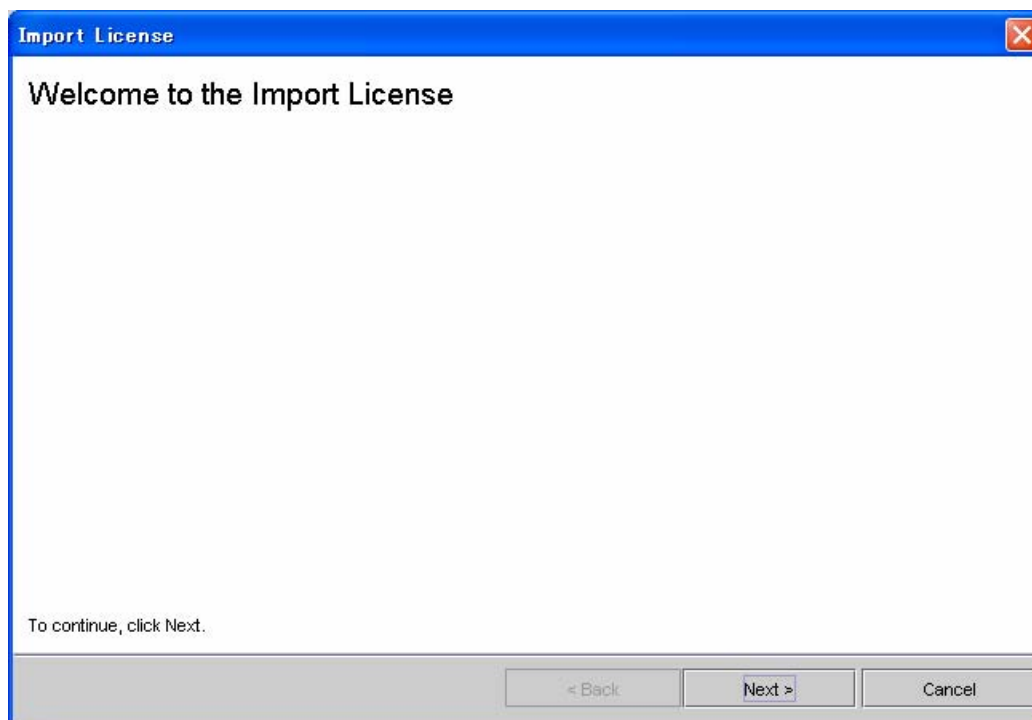 Import License
Welcome to the Import License
To continue, click Next.
< Back
Next >
Cancel